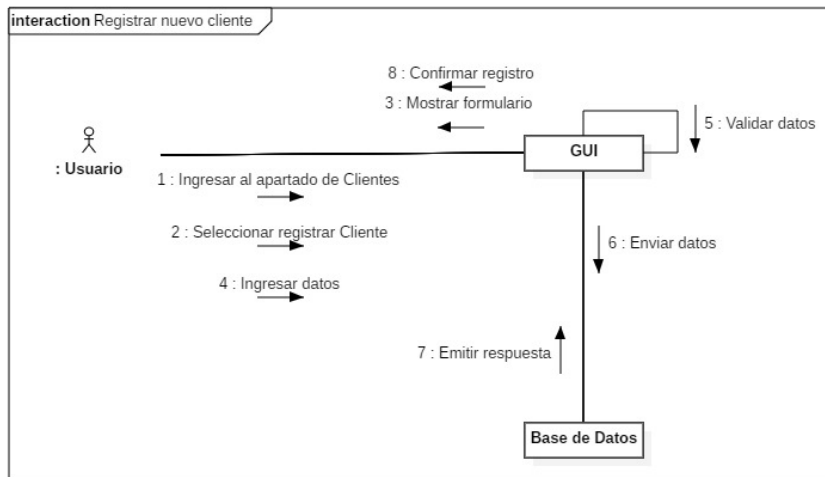 interaction Registrar nuevo cliente
8 : Confirmar registro
3 : Mostrar formulario
5 : Validar datos
GUI
: Usuario
1 : Ingresar al apartado de Clientes
2 : Seleccionar registrar Cliente
6 : Enviar datos
4 : Ingresar datos
7 : Emitir respuesta
Base de Datos